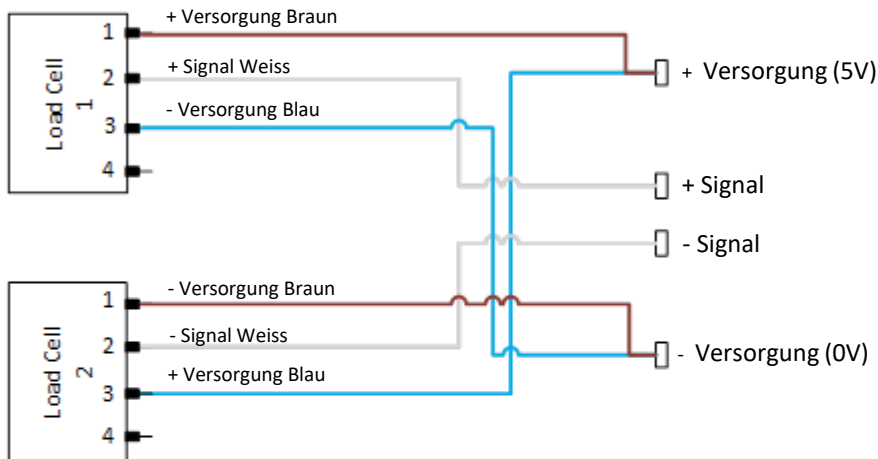 Load Cell
1
1
2
3
4
+ Versorgung Braun
+ Signal Weiss
- Versorgung Blau
+ Versorgung (5V)
+ Signal
- Signal
- Versorgung (0V)
Load Cell
2
1
2
3
4
- Versorgung Braun
- Signal Weiss
+ Versorgung Blau